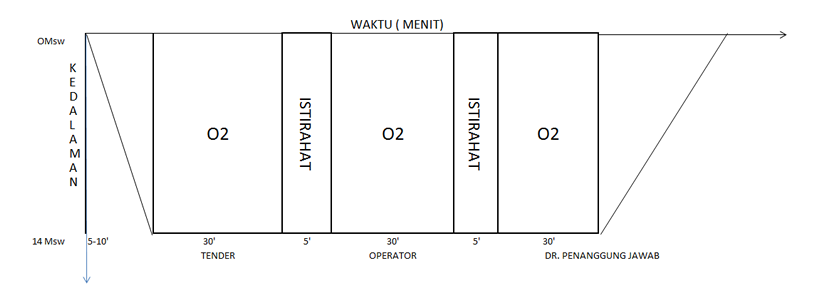 WAKTU ( MENIT)
OMsw
KEDALAMAN
O2
ISTIRAHAT
O2
ISTIRAHAT
O2
14 Msw
5-10'
30'
5'
30'
5'
30'
TENDER
OPERATOR
DR. PENANGGUNG JAWAB